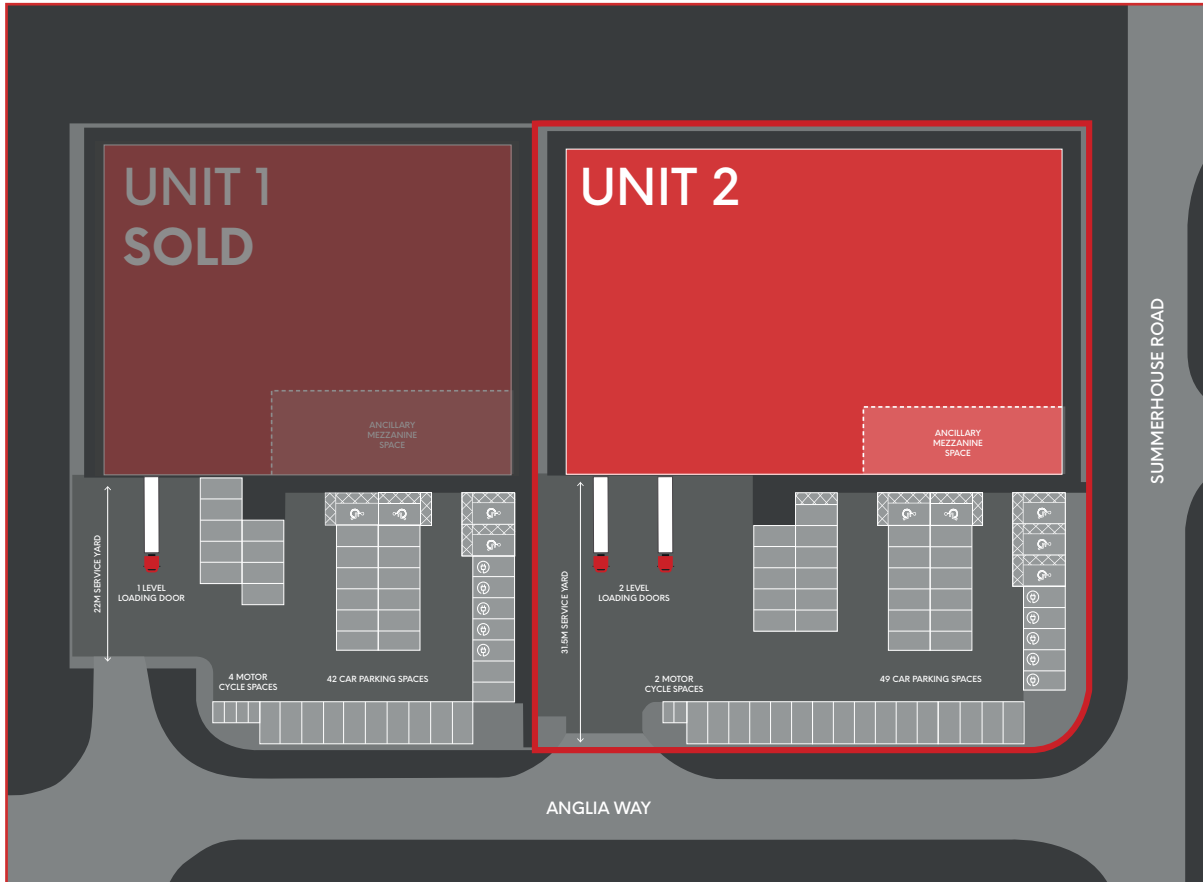 UNIT 1
SOLD
ANCILLARY
MEZZANINE
SPACE
22M SERVICE YARD
1 LEVEL
LOADING DOOR
4 MOTOR
CYCLE SPACES
42 CAR PARKING SPACES
UNIT 2
ANCILLARY
MEZZANINE
SPACE
31.5M SERVICE YARD
2 LEVEL
LOADING DOORS
2 MOTOR
CYCLE SPACES
49 CAR PARKING SPACES
SUMMERHOUSE ROAD
ANGLIA WAY